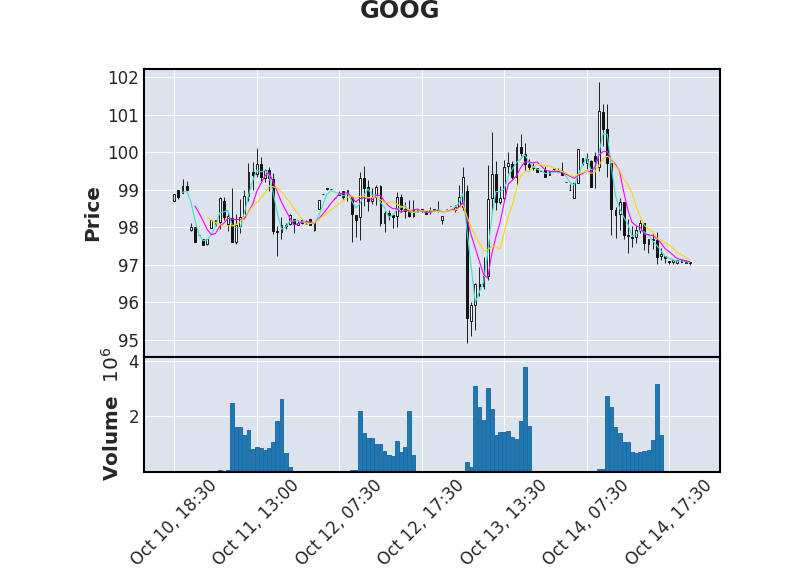 GOOG
102
101
100
99
98
97
96
95
Price
Volume 10^6
4
2
Oct 10, 18:30
Oct 11, 13:00
Oct 12, 07:30
Oct 12, 17:30
Oct 13, 13:30
Oct 14, 07:30
Oct 14, 17:30